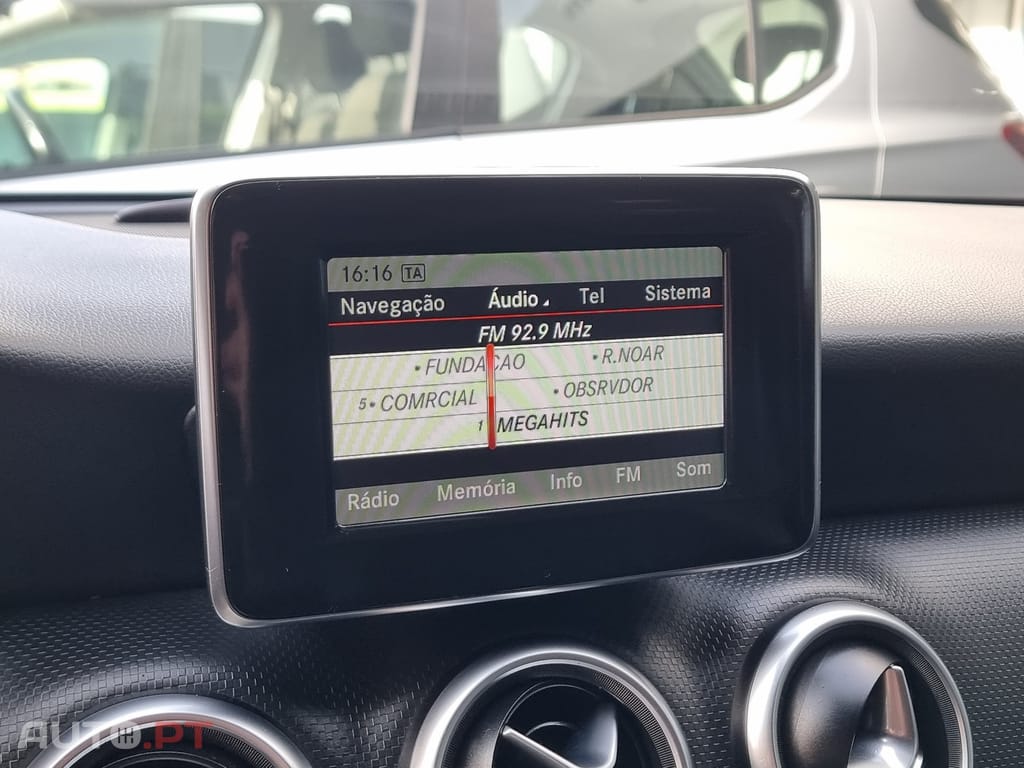 16:16 TA
Navegação Áudio Tel Sistema
FM 92.9 MHz
• FUNDACAO • R.NOAR
5• COMRCIAL • OBSRVDOR
1 MEGAHITS
Rádio Memória Info FM Som
AUTO.PT